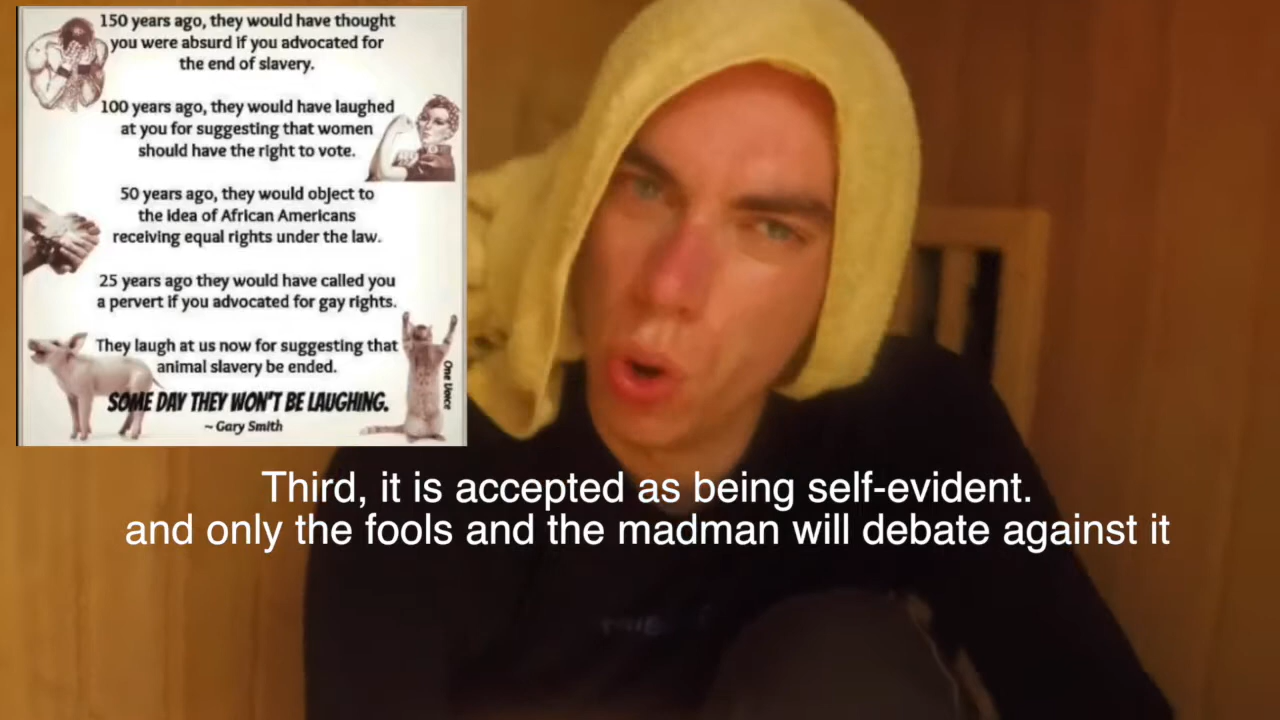 150 years ago, they would have thought
you were absurd if you advocated for
the end of slavery.
100 years ago, they would have laughed
at you for suggesting that women
should have the right to vote.
50 years ago, they would object to
the idea of African Americans
receiving equal rights under the law.
25 years ago they would have called you
a pervert if you advocated for gay rights.
They laugh at us now for suggesting that
animal slavery be ended.
SOME DAY THEY WON'T BE LAUGHING.
~ Gary Smith
One Voice
Third, it is accepted as being self-evident.
and only the fools and the madman will debate against it